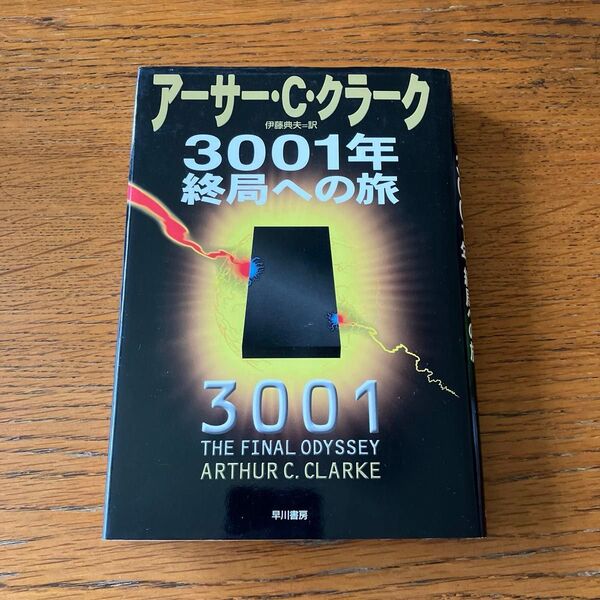 アーサー・C・クラーク
伊藤典夫=訳
3001年
終局への旅
3001
THE FINAL ODYSSEY
ARTHUR C. CLARKE
早川書房